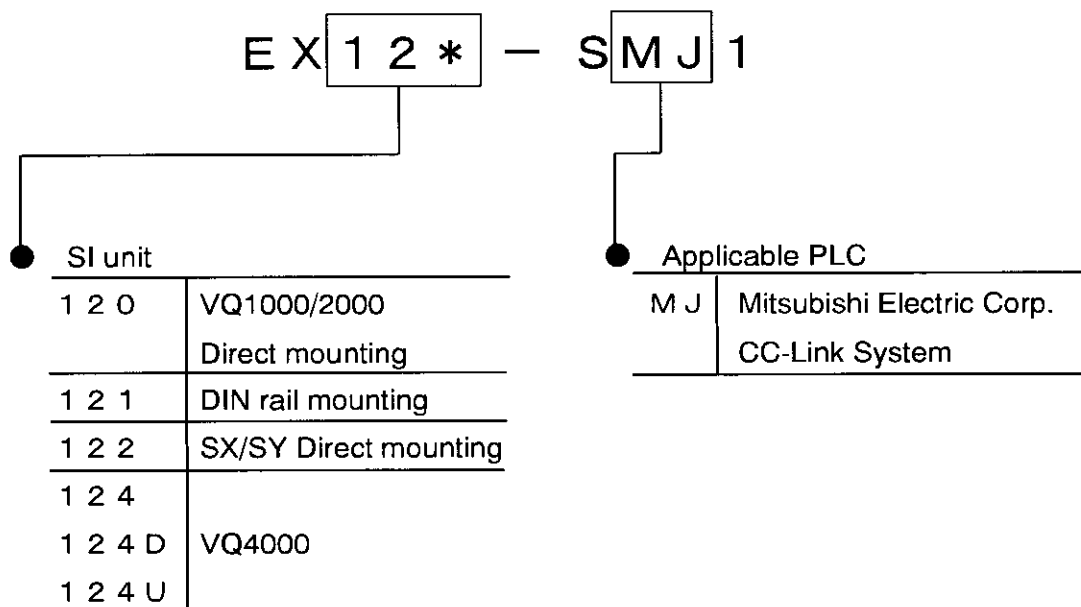 EX12* － SMJ1
SI unit
120 VQ1000/2000
Direct mounting
121 DIN rail mounting
122 SX/SY Direct mounting
124
124D VQ4000
124U
Applicable PLC
MJ Mitsubishi Electric Corp.
CC-Link System